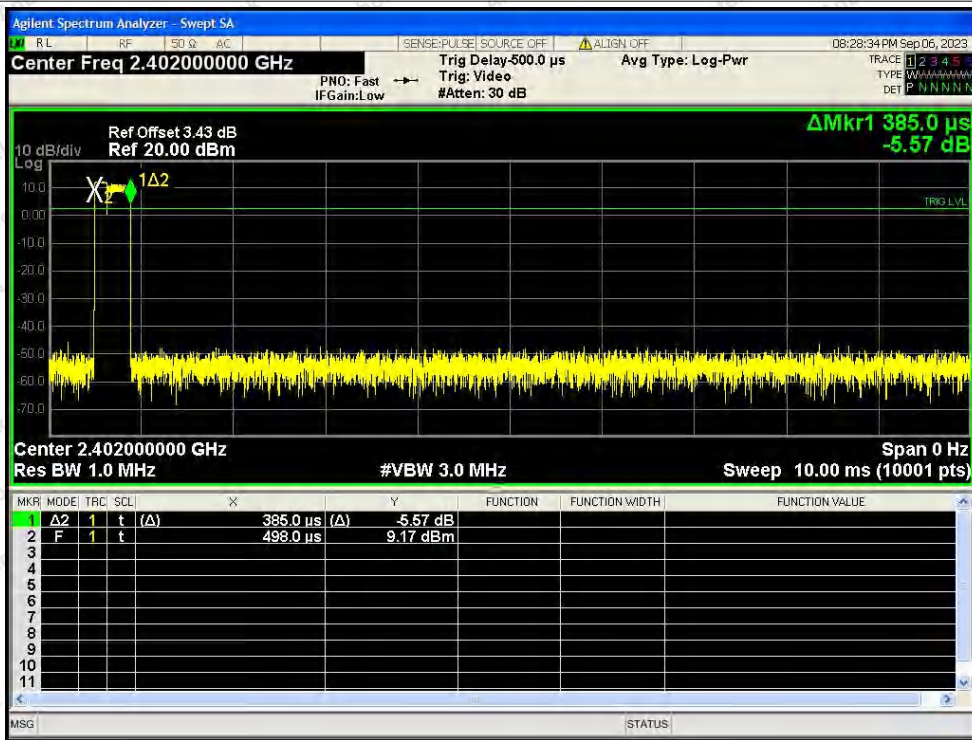 Agilent Spectrum Analyzer - Swept SA
RL RF 50 Ω AC SENSE:PULSE SOURCE OFF ALIGN OFF 08:28:34 PM Sep 06, 2023
Center Freq 2.402000000 GHz
Trig Delay-500.0 µs Avg Type: Log-Pwr TRACE 1 2 3 4 5
PNO: Fast Trig: Video TYPE
IFGain:Low #Atten: 30 dB DET P N N N N N
ΔMkr1 385.0 µs
-5.57 dB
Ref Offset 3.43 dB
10 dB/div Ref 20.00 dBm
Log
10.0
0.00
-10.0
-20.0
-30.0
-40.0
-50.0
-60.0
-70.0
2 1Δ2
TRIG LVL
Center 2.402000000 GHz Span 0 Hz
Res BW 1.0 MHz #VBW 3.0 MHz Sweep 10.00 ms (10001 pts)
MKR MODE TRC SCL X Y FUNCTION FUNCTION WIDTH FUNCTION VALUE
1 Δ2 1 t (Δ) 385.0 µs (Δ) -5.57 dB
2 F 1 t 498.0 µs 9.17 dBm
3
4
5
6
7
8
9
10
11
MSG STATUS